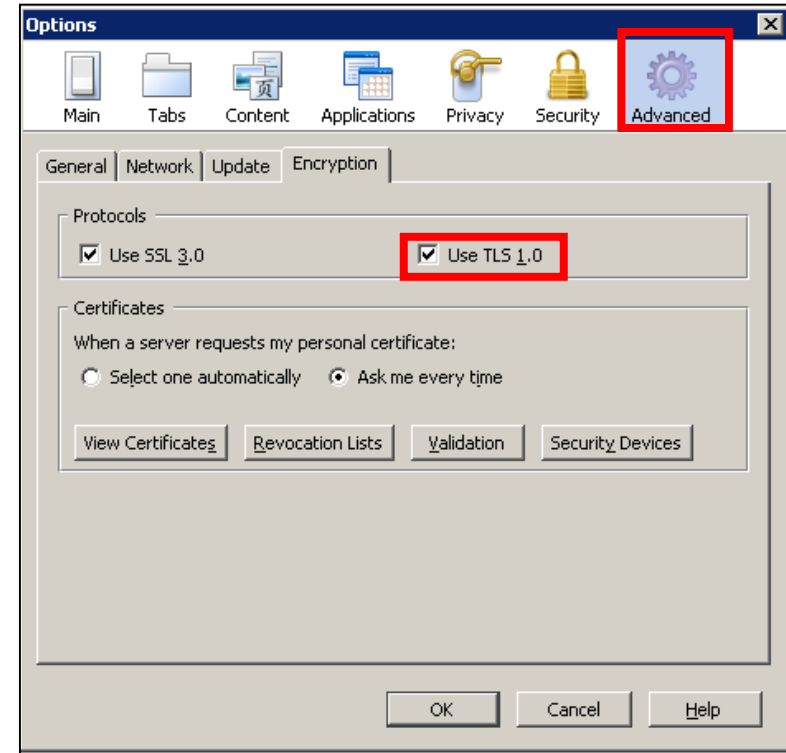 Options
页
Main Tabs Content Applications Privacy Security Advanced
General Network Update Encryption
Protocols
Use SSL 3.0 Use TLS 1.0
Certificates
When a server requests my personal certificate:
Select one automatically Ask me every time
View Certificates Revocation Lists Validation Security Devices
OK Cancel Help